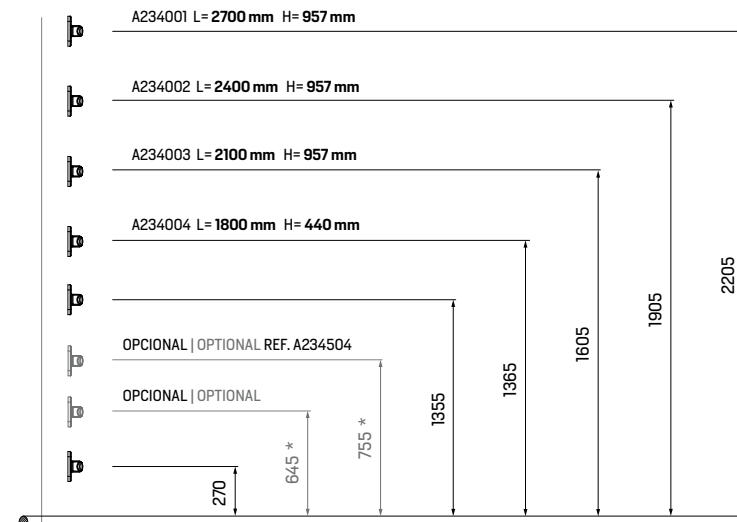 A234001 L= 2700 mm H= 957 mm
A234002 L= 2400 mm H= 957 mm
A234003 L= 2100 mm H= 957 mm
A234004 L= 1800 mm H= 440 mm
OPCIONAL | OPTIONAL REF. A234504
OPCIONAL | OPTIONAL
270
645 *
755 *
1355
1365
1605
1905
2205